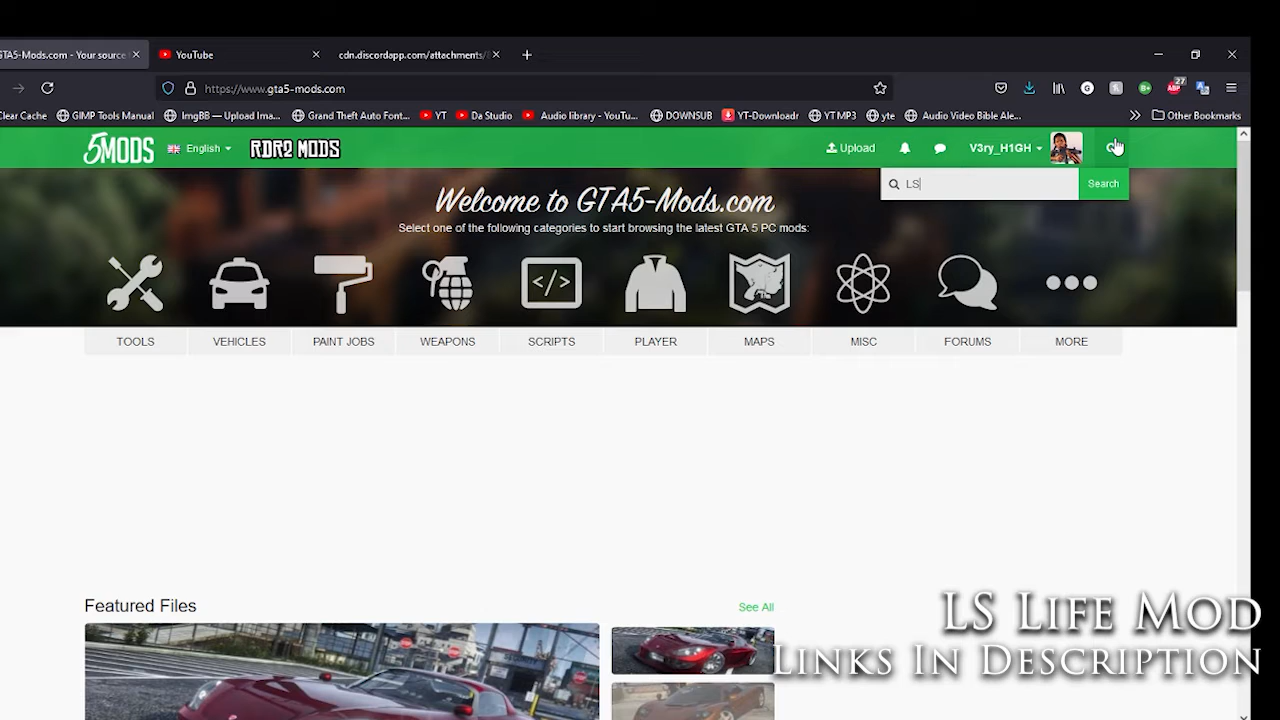 GTA5-Mods.com - Your source
YouTube
cdn.discordapp.com/attachments/
https://www.gta5-mods.com
27
ABP
Clear Cache
GIMP Tools Manual
ImgBB — Upload Ima...
Grand Theft Auto Font...
YT
Da Studio
Audio library - YouTu...
DOWNSUB
YT-Downloadr
YT MP3
yte
Audio Video Bible Ale...
Other Bookmarks
5MODS
English
RDR2 MODS
Upload
V3ry_H1GH
LS
Search
Welcome to GTA5-Mods.com
Select one of the following categories to start browsing the latest GTA 5 PC mods:
</>
TOOLS
VEHICLES
PAINT JOBS
WEAPONS
SCRIPTS
PLAYER
MAPS
MISC
FORUMS
MORE
Featured Files
See All
LS Life Mod
Links In Description